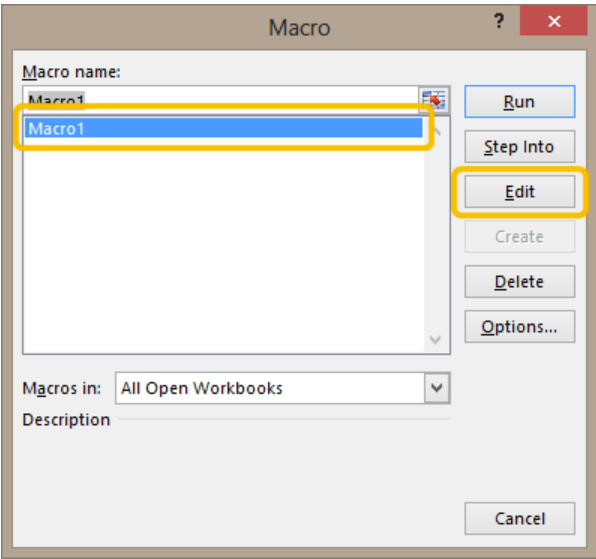 Macro
?
Macro name:
Macro1
Macro1
Run
Step Into
Edit
Create
Delete
Options...
Macros in: All Open Workbooks
Description
Cancel